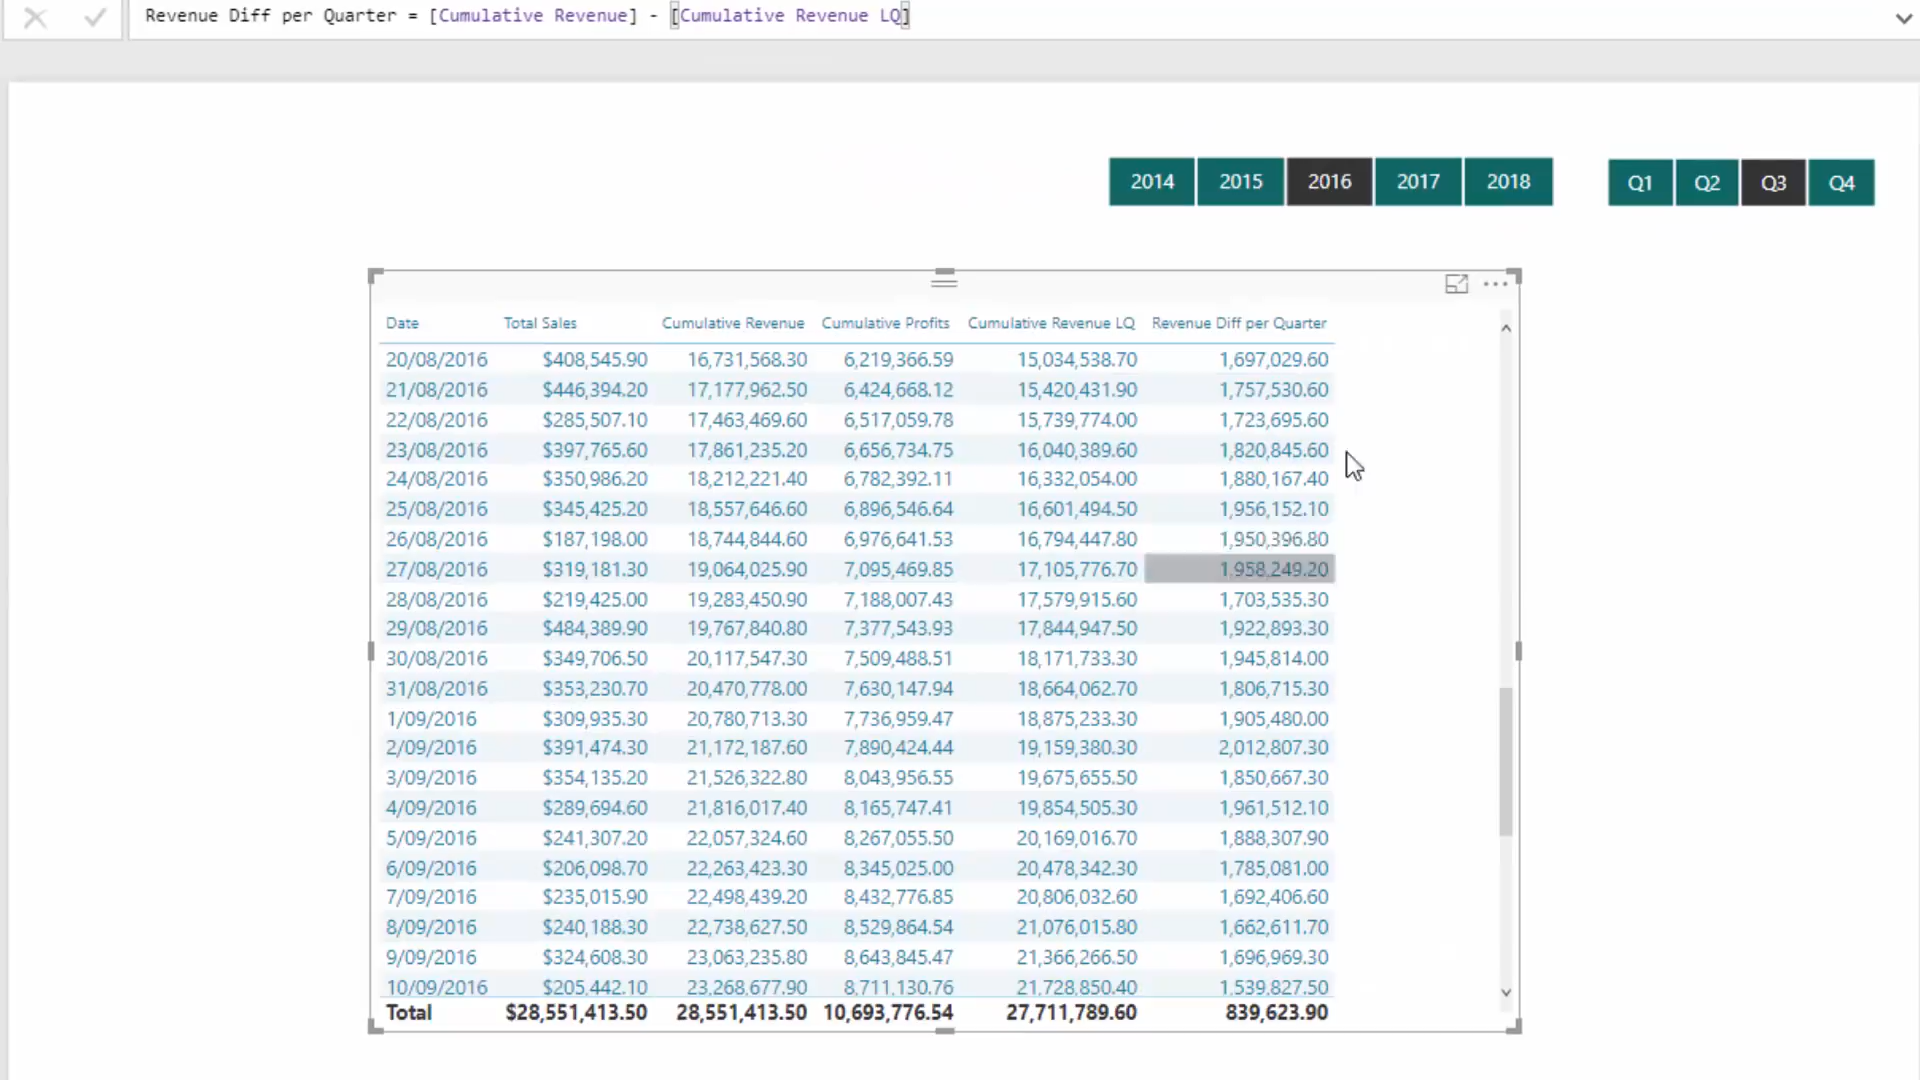 Revenue Diff per Quarter = [Cumulative Revenue] - [Cumulative Revenue LQ]
2014 2015 2016 2017 2018 Q1 Q2 Q3 Q4
Date Total Sales Cumulative Revenue Cumulative Profits Cumulative Revenue LQ Revenue Diff per Quarter
20/08/2016 $408,545.90 16,731,568.30 6,219,366.59 15,034,538.70 1,697,029.60
21/08/2016 $446,394.20 17,177,962.50 6,424,668.12 15,420,431.90 1,757,530.60
22/08/2016 $285,507.10 17,463,469.60 6,517,059.78 15,739,774.00 1,723,695.60
23/08/2016 $397,765.60 17,861,235.20 6,656,734.75 16,040,389.60 1,820,845.60
24/08/2016 $350,986.20 18,212,221.40 6,782,392.11 16,332,054.00 1,880,167.40
25/08/2016 $345,425.20 18,557,646.60 6,896,546.64 16,601,494.50 1,956,152.10
26/08/2016 $187,198.00 18,744,844.60 6,976,641.53 16,794,447.80 1,950,396.80
27/08/2016 $319,181.30 19,064,025.90 7,095,469.85 17,105,776.70 1,958,249.20
28/08/2016 $219,425.00 19,283,450.90 7,188,007.43 17,579,915.60 1,703,535.30
29/08/2016 $484,389.90 19,767,840.80 7,377,543.93 17,844,947.50 1,922,893.30
30/08/2016 $349,706.50 20,117,547.30 7,509,488.51 18,171,733.30 1,945,814.00
31/08/2016 $353,230.70 20,470,778.00 7,630,147.94 18,664,062.70 1,806,715.30
1/09/2016 $309,935.30 20,780,713.30 7,736,959.47 18,875,233.30 1,905,480.00
2/09/2016 $391,474.30 21,172,187.60 7,890,424.44 19,159,380.30 2,012,807.30
3/09/2016 $354,135.20 21,526,322.80 8,043,956.55 19,675,655.50 1,850,667.30
4/09/2016 $289,694.60 21,816,017.40 8,165,747.41 19,854,505.30 1,961,512.10
5/09/2016 $241,307.20 22,057,324.60 8,267,055.50 20,169,016.70 1,888,307.90
6/09/2016 $206,098.70 22,263,423.30 8,345,025.00 20,478,342.30 1,785,081.00
7/09/2016 $235,015.90 22,498,439.20 8,432,776.85 20,806,032.60 1,692,406.60
8/09/2016 $240,188.30 22,738,627.50 8,529,864.54 21,076,015.80 1,662,611.70
9/09/2016 $324,608.30 23,063,235.80 8,643,845.47 21,366,266.50 1,696,969.30
10/09/2016 $205,442.10 23,268,677.90 8,711,130.76 21,728,850.40 1,539,827.50
Total $28,551,413.50 28,551,413.50 10,693,776.54 27,711,789.60 839,623.90